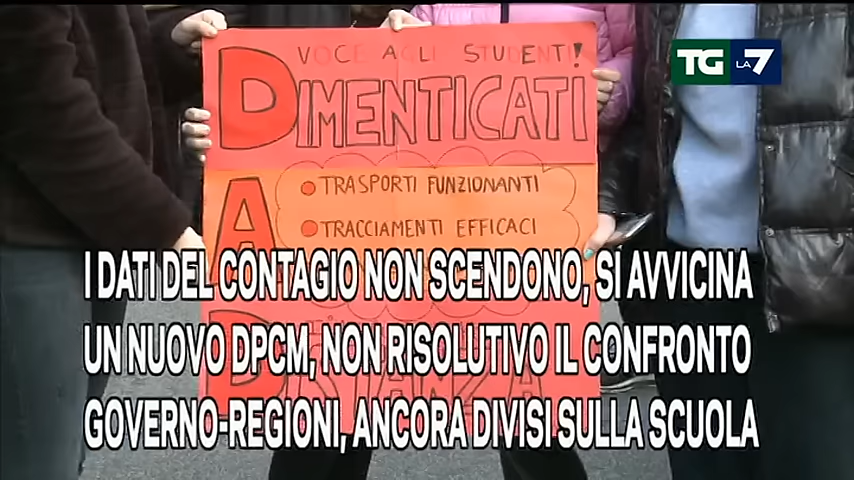 VOCE AGLI STUDENTI!
DIMENTICATI
TG LA7
A
TRASPORTI FUNZIONANTI
TRACCIAMENTI EFFICACI
I DATI DEL CONTAGIO NON SCENDONO, SI AVVICINA
UN NUOVO DPCM, NON RISOLUTIVO IL CONFRONTO
GOVERNO-REGIONI, ANCORA DIVISI SULLA SCUOLA